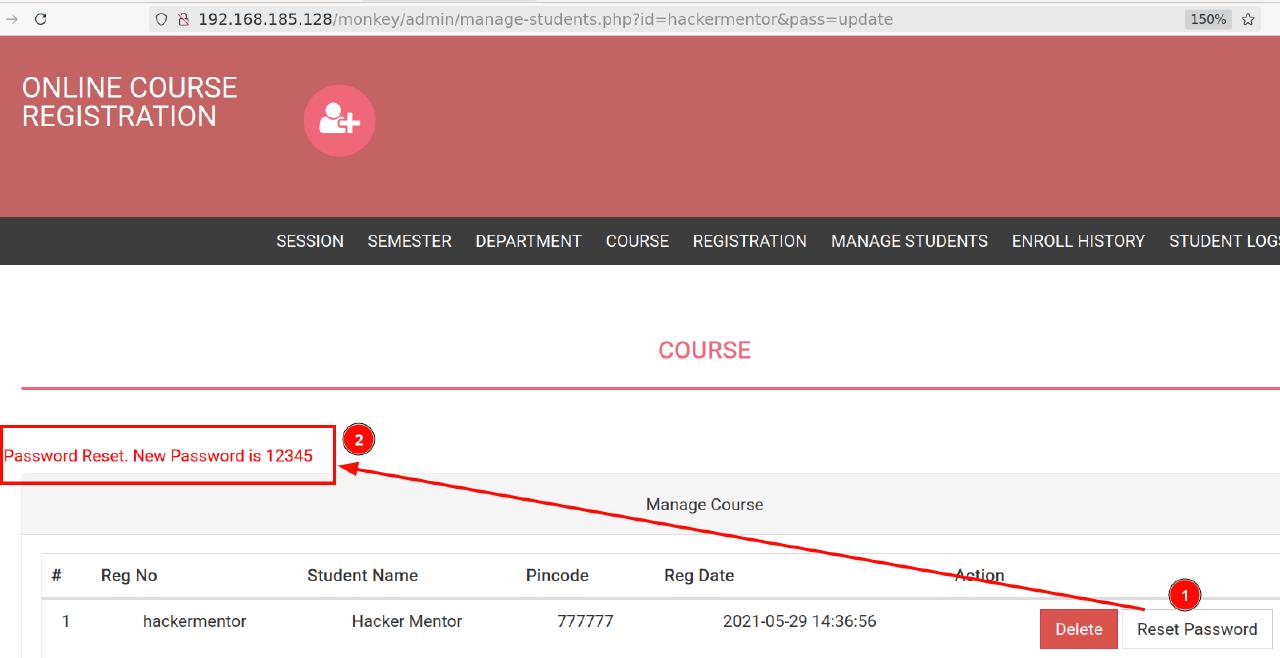 192.168.185.128/monkey/admin/manage-students.php?id=hackermentor&pass=update 150%
ONLINE COURSE
REGISTRATION
SESSION SEMESTER DEPARTMENT COURSE REGISTRATION MANAGE STUDENTS ENROLL HISTORY STUDENT LOGS
COURSE
2
Password Reset. New Password is 12345
Manage Course
# Reg No Student Name Pincode Reg Date Action
1
1 hackermentor Hacker Mentor 777777 2021-05-29 14:36:56 Delete Reset Password